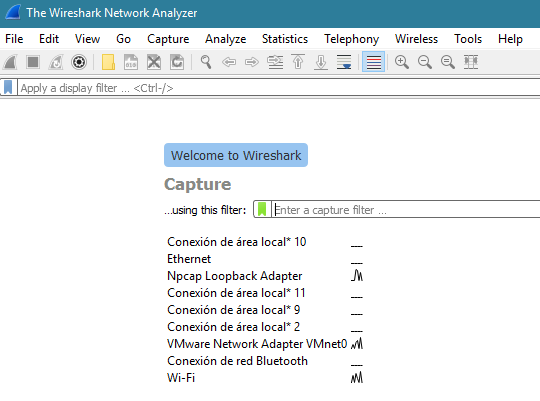 The Wireshark Network Analyzer
File Edit View Go Capture Analyze Statistics Telephony Wireless Tools Help
Apply a display filter ... <Ctrl-/>
Welcome to Wireshark
Capture
...using this filter: Enter a capture filter ...
Conexión de área local* 10
Ethernet
Npcap Loopback Adapter
Conexión de área local* 11
Conexión de área local* 9
Conexión de área local* 2
VMware Network Adapter VMnet0
Conexión de red Bluetooth
Wi-Fi